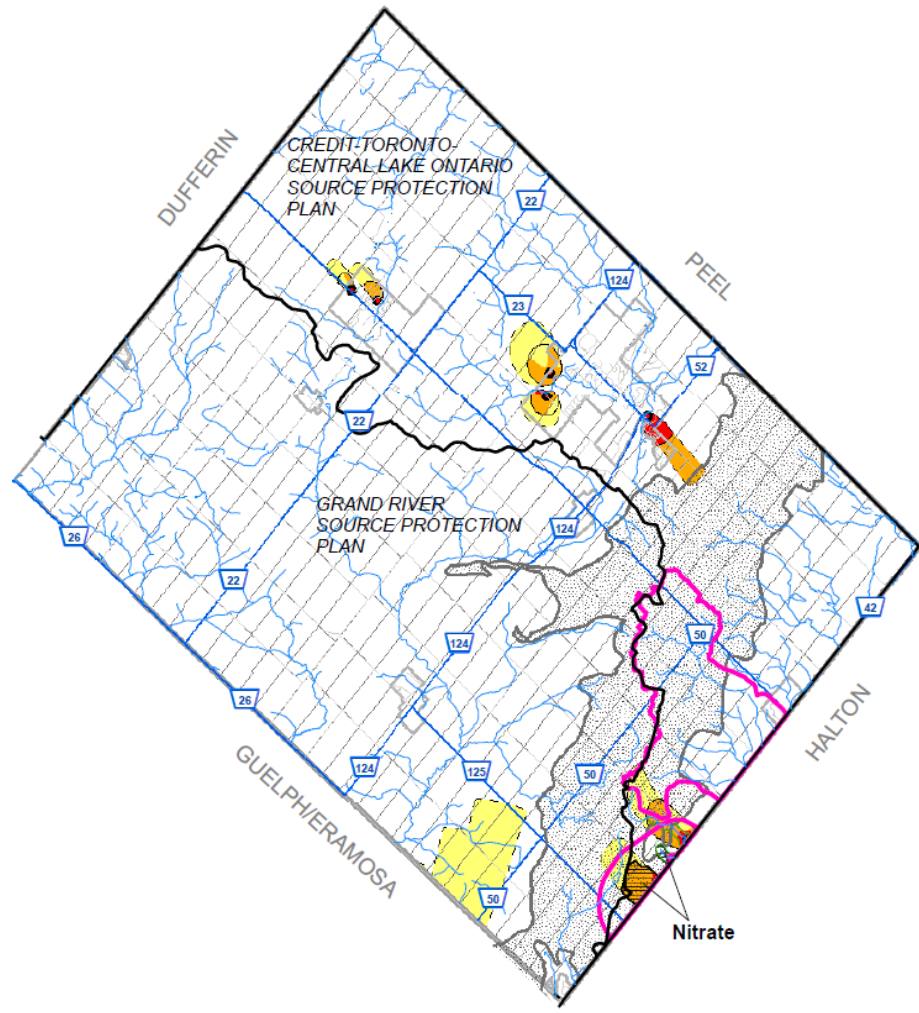 CREDIT-TORONTO-
CENTRAL LAKE ONTARIO
SOURCE PROTECTION
PLAN
DUFFERIN
22
PEEL
124
23
52
22
GRAND RIVER
SOURCE PROTECTION
PLAN
124
26
22
42
50
124
26
HALTON
124
125
50
GUELPH/ERAMOSA
50
Nitrate